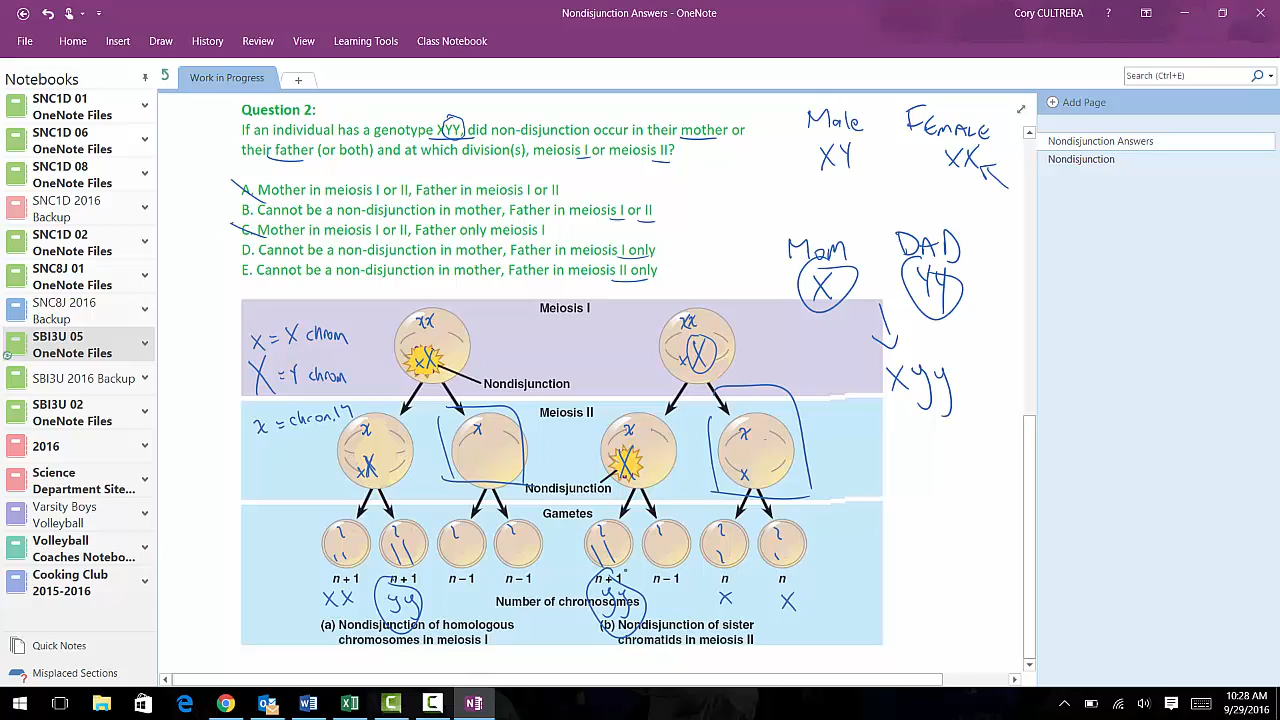 Nondisjunction Answers - OneNote
Cory CULTRERA
?
File Home Insert Draw History Review View Learning Tools Class Notebook
Notebooks
SNC1D 01
OneNote Files
SNC1D 06
OneNote Files
SNC1D 08
OneNote Files
SNC1D 2016
Backup
SNC1D 02
OneNote Files
SNC8J 01
OneNote Files
SNC8J 2016
Backup
SBI3U 05
OneNote Files
SBI3U 2016 Backup
SBI3U 02
OneNote Files
2016
Science
Department Site...
Varsity Boys
Volleyball
Volleyball
Coaches Notebo...
Cooking Club
2015-2016
Quick Notes
Misplaced Sections
Work in Progress
+
Search (Ctrl+E)
Add Page
Nondisjunction Answers
Nondisjunction
Question 2:
If an individual has a genotype XYY, did non-disjunction occur in their mother or
their father (or both) and at which division(s), meiosis I or meiosis II?
A. Mother in meiosis I or II, Father in meiosis I or II
B. Cannot be a non-disjunction in mother, Father in meiosis I or II
C. Mother in meiosis I or II, Father only meiosis I
D. Cannot be a non-disjunction in mother, Father in meiosis I only
E. Cannot be a non-disjunction in mother, Father in meiosis II only
Male FEMALE
XY XX
Mom DAD
X YY
X y y
Meiosis I
x = X chrom
X = Y chrom
xx
xx
Nondisjunction
Meiosis II
x = chrom 14
Nondisjunction
Gametes
n + 1 n + 1 n – 1 n – 1 n + 1 n – 1 n n
XX yy yy X X
Number of chromosomes
(a) Nondisjunction of homologous
chromosomes in meiosis I
(b) Nondisjunction of sister
chromatids in meiosis II
10:28 AM
9/29/2016